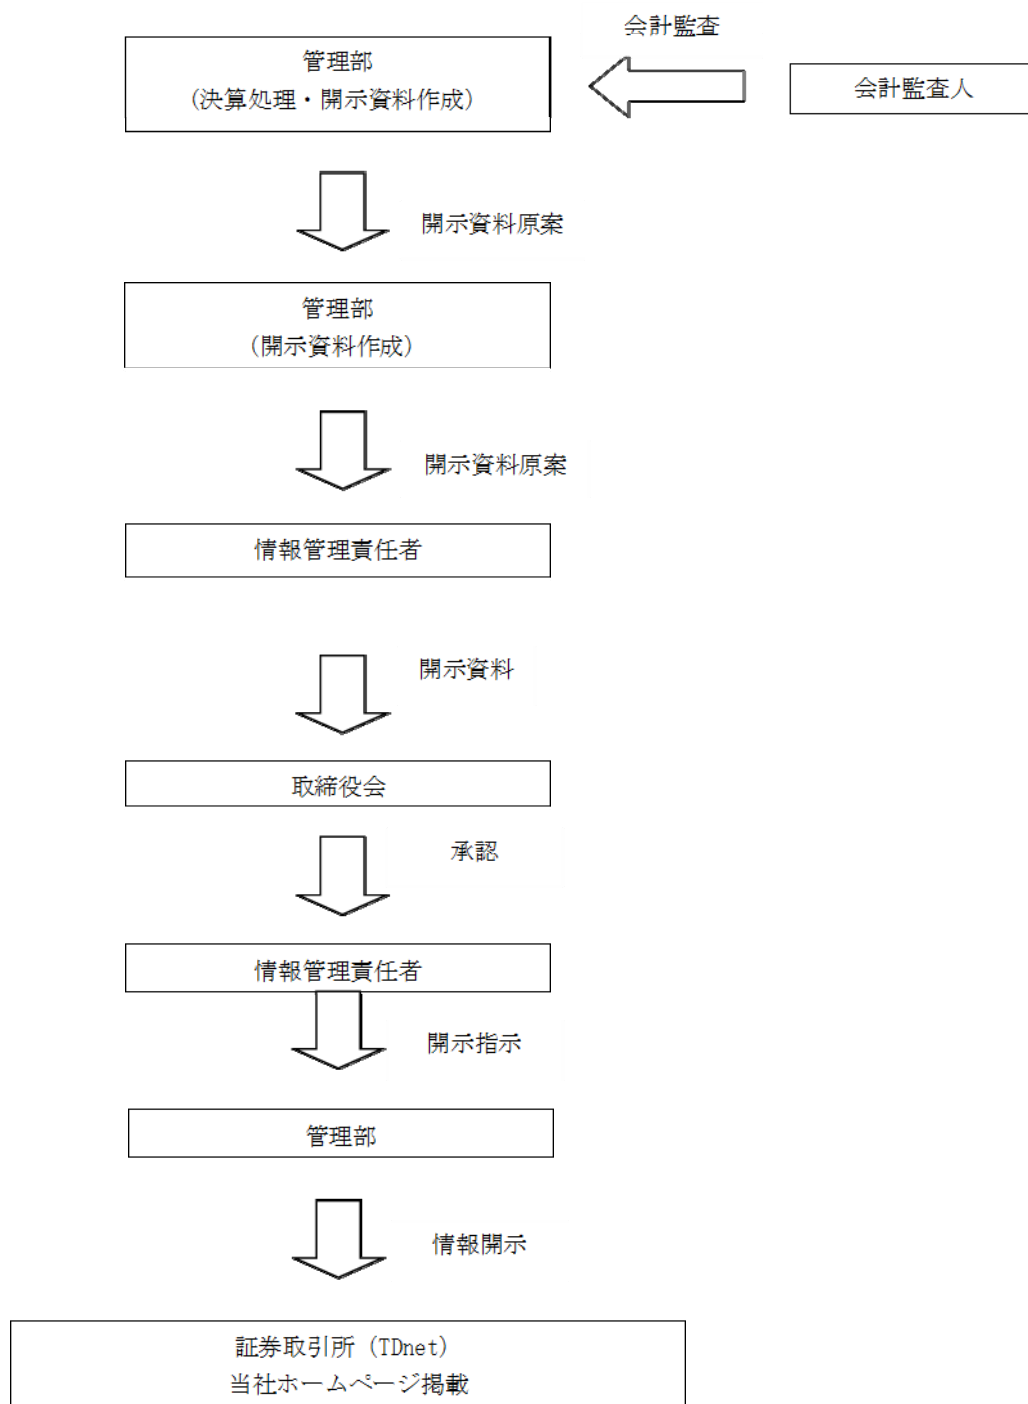 会計監査
管理部
(決算処理・開示資料作成)
会計監査人
開示資料原案
管理部
(開示資料作成)
開示資料原案
情報管理責任者
開示資料
取締役会
承認
情報管理責任者
開示指示
管理部
情報開示
証券取引所 (TDnet)
当社ホームページ掲載